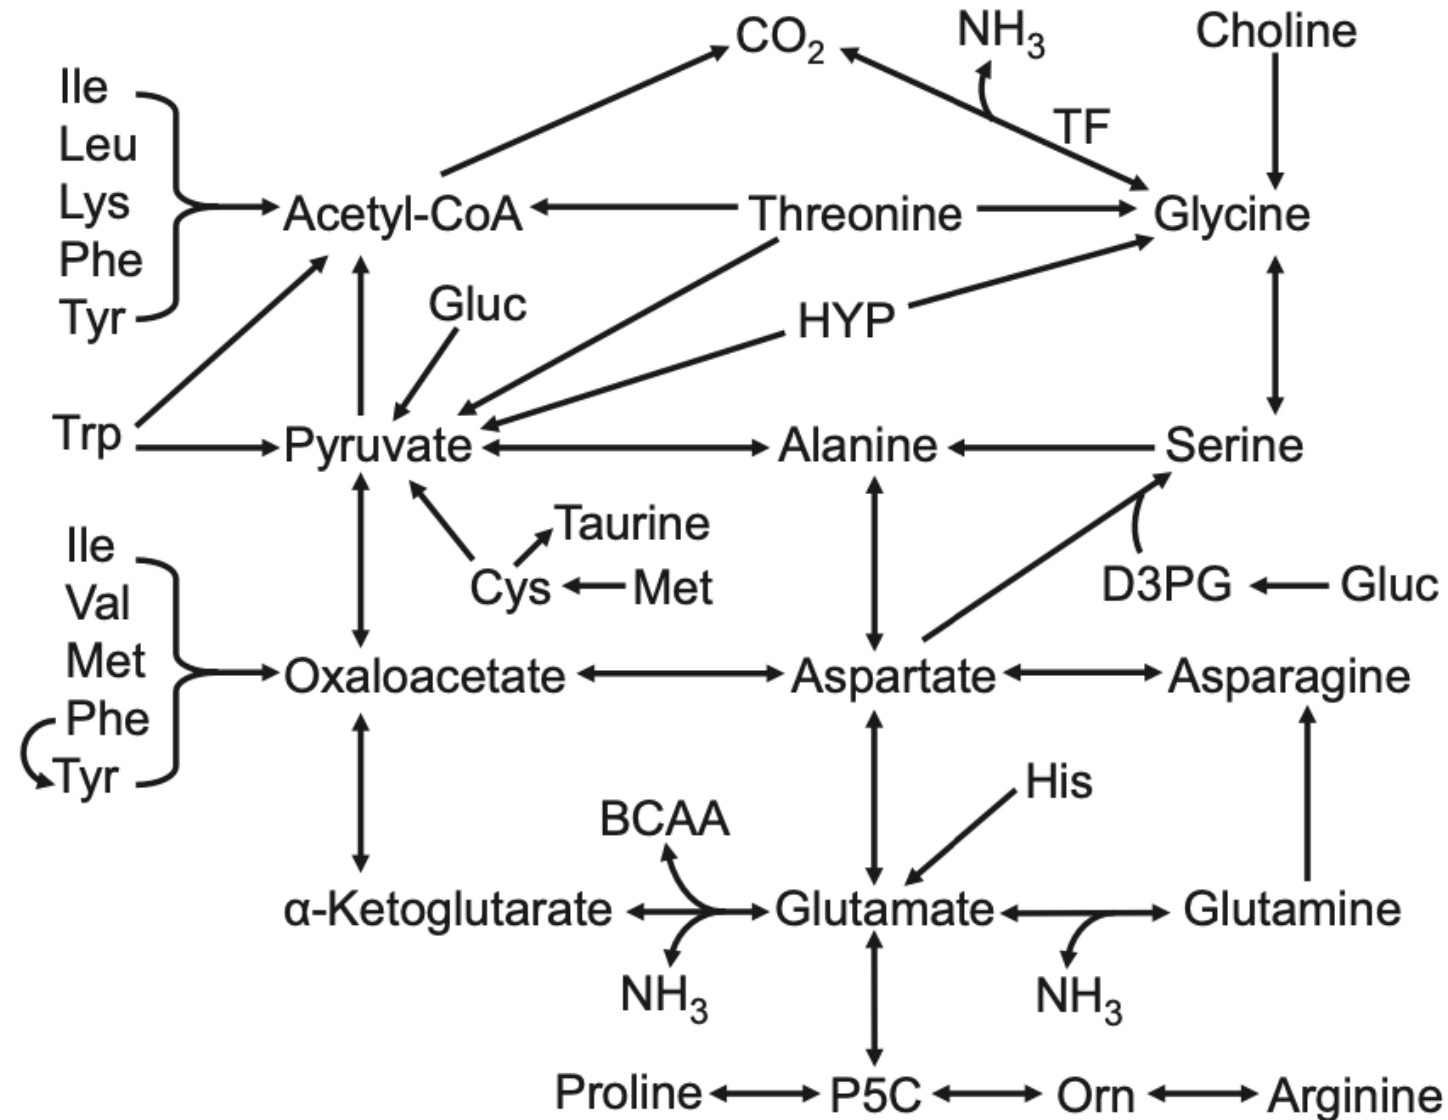 CO₂
NH₃
Choline
Ile
Leu
Lys
Phe
Tyr
TF
Acetyl-CoA
Threonine
Glycine
Gluc
HYP
Trp
Pyruvate
Alanine
Serine
Taurine
Cys
Met
D3PG
Gluc
Ile
Val
Met
Phe
Tyr
Oxaloacetate
Aspartate
Asparagine
His
BCAA
α-Ketoglutarate
Glutamate
Glutamine
NH₃
NH₃
Proline
P5C
Orn
Arginine